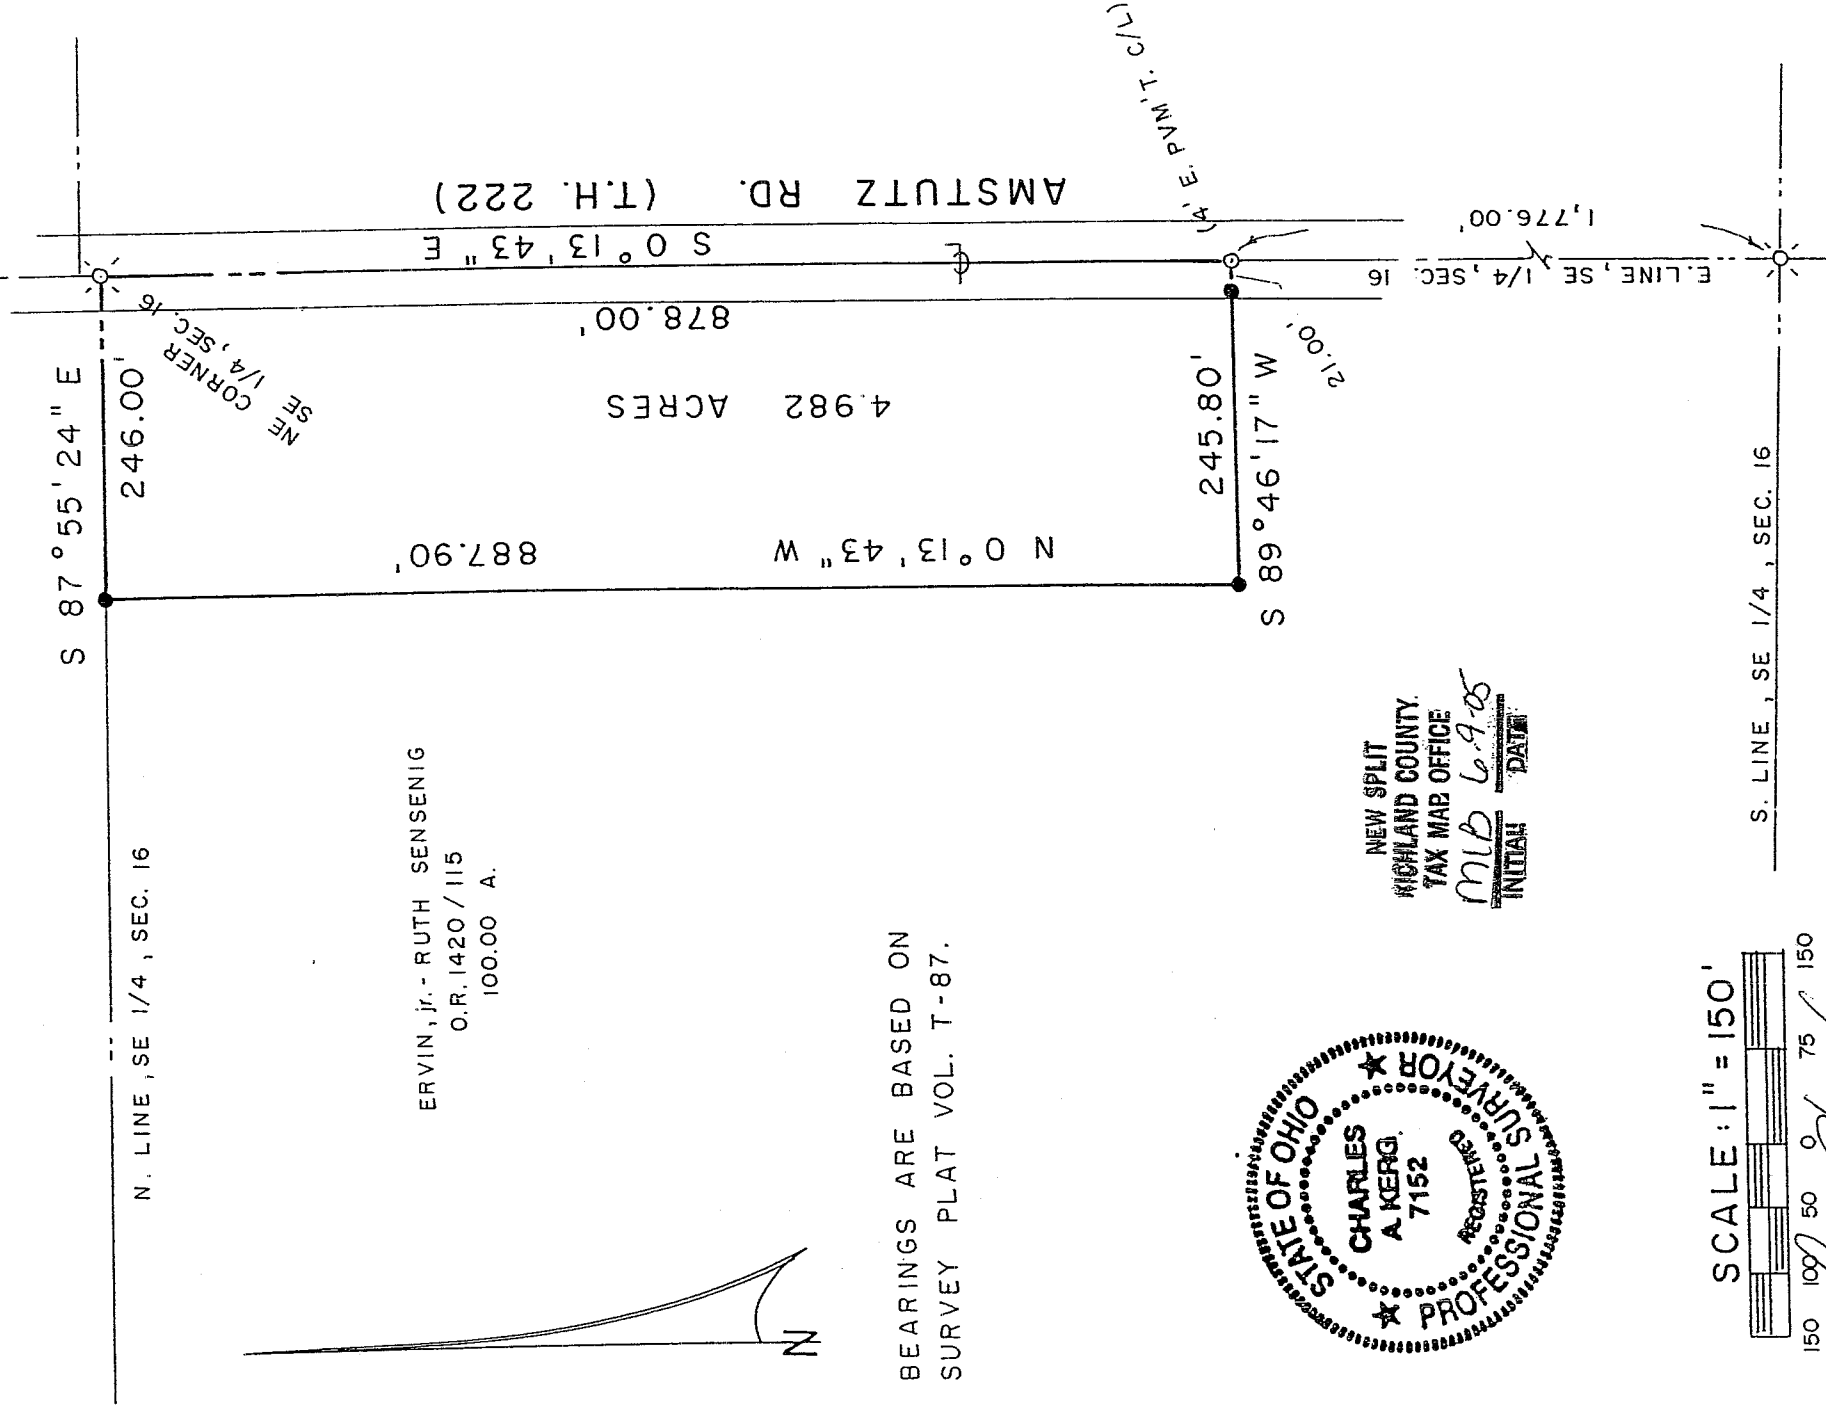 S 87° 55' 24" E
246.00'
NE CORNER
SE 1/4, SEC. 16
AMSTUTZ RD. (T.H. 222)
S 0° 13' 43" E
878.00'
4.982 ACRES
N 0° 13' 43" W
887.90'
245.80'
S 89° 46' 17" W
21.00'
(4' E. PVM'T. C/L)
1,776.00'
E. LINE, SE 1/4, SEC. 16
S. LINE, SE 1/4, SEC. 16
N. LINE, SE 1/4, SEC. 16
ERVIN, jr. - RUTH SENSENIG
O.R. 1420 / 115
100.00 A.
N
BEARINGS ARE BASED ON
SURVEY PLAT VOL. T-87.
NEW SPLIT
RICHLAND COUNTY
TAX MAP OFFICE
MLB 6-9-05
INITIAL DATE
STATE OF OHIO
CHARLES
A. KERG
7152
REGISTERED
PROFESSIONAL SURVEYOR
SCALE: 1" = 150'
150 100 50 0 75 150